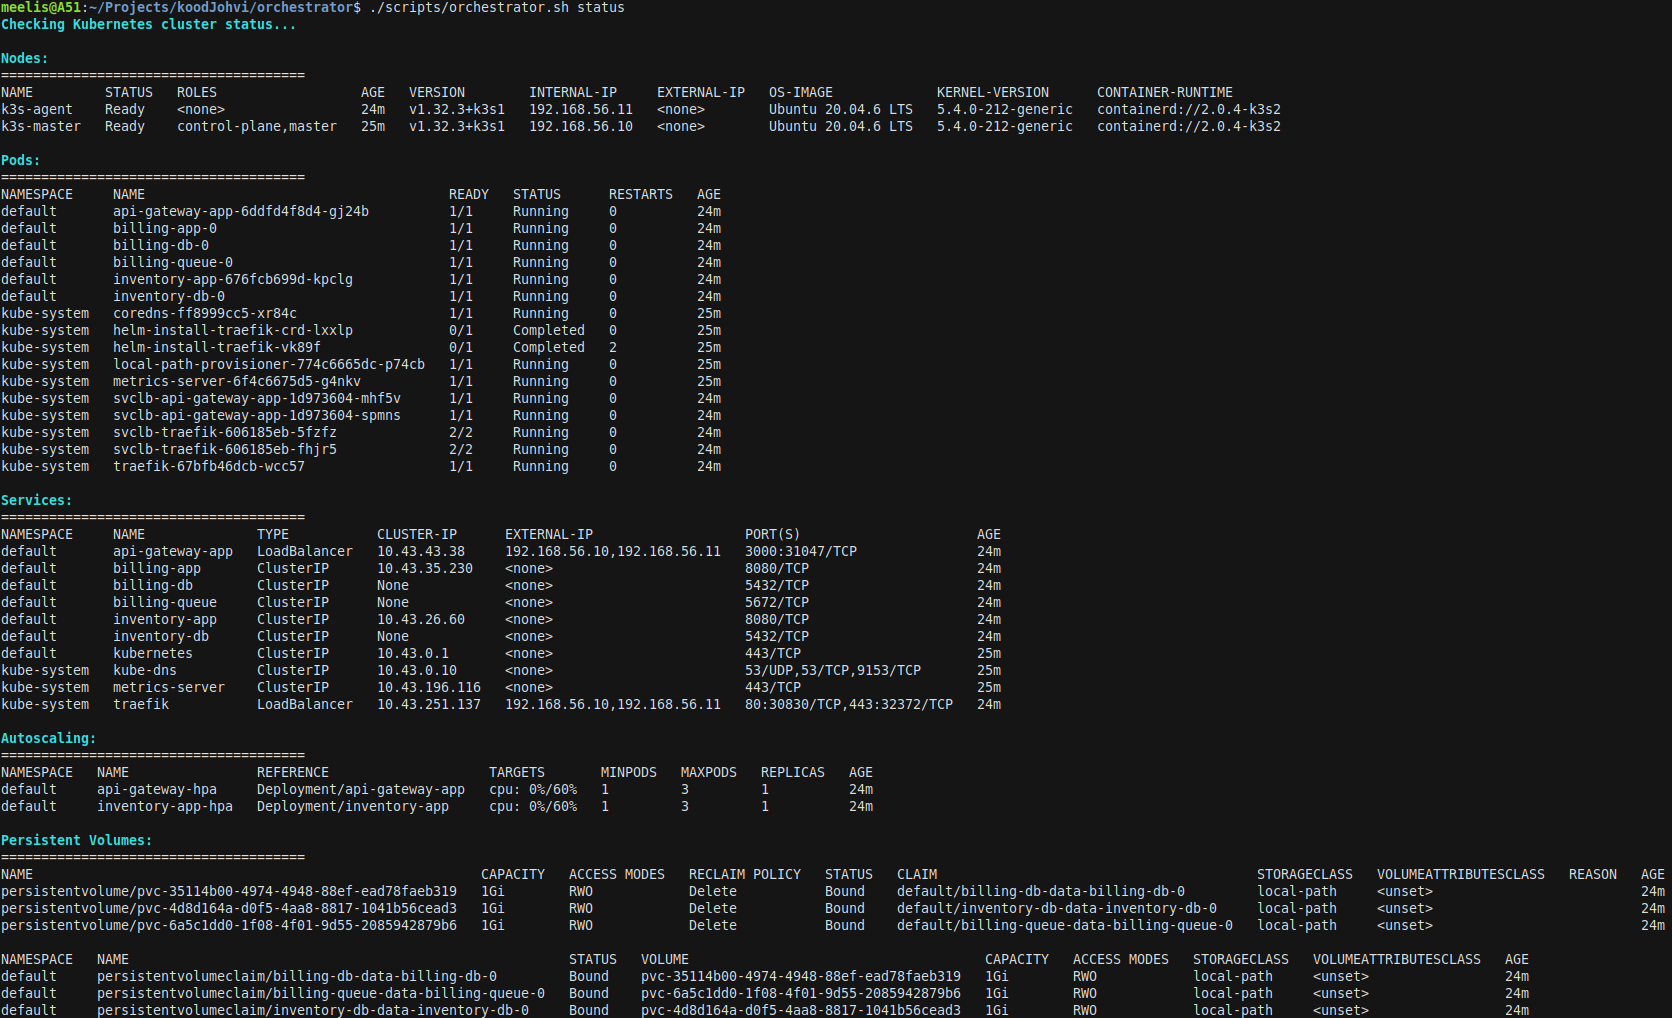 meelis@A51:~/Projects/koodJohvi/orchestrator$ ./scripts/orchestrator.sh status
Checking Kubernetes cluster status...
Nodes:
======================================
NAME STATUS ROLES AGE VERSION INTERNAL-IP EXTERNAL-IP OS-IMAGE KERNEL-VERSION CONTAINER-RUNTIME
k3s-agent Ready <none> 24m v1.32.3+k3s1 192.168.56.11 <none> Ubuntu 20.04.6 LTS 5.4.0-212-generic containerd://2.0.4-k3s2
k3s-master Ready control-plane,master 25m v1.32.3+k3s1 192.168.56.10 <none> Ubuntu 20.04.6 LTS 5.4.0-212-generic containerd://2.0.4-k3s2
Pods:
======================================
NAMESPACE NAME READY STATUS RESTARTS AGE
default api-gateway-app-6ddfd4f8d4-gj24b 1/1 Running 0 24m
default billing-app-0 1/1 Running 0 24m
default billing-db-0 1/1 Running 0 24m
default billing-queue-0 1/1 Running 0 24m
default inventory-app-676fcb699d-kpclg 1/1 Running 0 24m
default inventory-db-0 1/1 Running 0 24m
kube-system coredns-ff8999cc5-xr84c 1/1 Running 0 25m
kube-system helm-install-traefik-crd-lxxlp 0/1 Completed 0 25m
kube-system helm-install-traefik-vk89f 0/1 Completed 2 25m
kube-system local-path-provisioner-774c6665dc-p74cb 1/1 Running 0 25m
kube-system metrics-server-6f4c6675d5-g4nkv 1/1 Running 0 25m
kube-system svclb-api-gateway-app-1d973604-mhf5v 1/1 Running 0 24m
kube-system svclb-api-gateway-app-1d973604-spmns 1/1 Running 0 24m
kube-system svclb-traefik-606185eb-5fzfz 2/2 Running 0 24m
kube-system svclb-traefik-606185eb-fhjr5 2/2 Running 0 24m
kube-system traefik-67bfb46dcb-wcc57 1/1 Running 0 24m
Services:
======================================
NAMESPACE NAME TYPE CLUSTER-IP EXTERNAL-IP PORT(S) AGE
default api-gateway-app LoadBalancer 10.43.43.38 192.168.56.10,192.168.56.11 3000:31047/TCP 24m
default billing-app ClusterIP 10.43.35.230 <none> 8080/TCP 24m
default billing-db ClusterIP None <none> 5432/TCP 24m
default billing-queue ClusterIP None <none> 5672/TCP 24m
default inventory-app ClusterIP 10.43.26.60 <none> 8080/TCP 24m
default inventory-db ClusterIP None <none> 5432/TCP 24m
default kubernetes ClusterIP 10.43.0.1 <none> 443/TCP 25m
kube-system kube-dns ClusterIP 10.43.0.10 <none> 53/UDP,53/TCP,9153/TCP 25m
kube-system metrics-server ClusterIP 10.43.196.116 <none> 443/TCP 25m
kube-system traefik LoadBalancer 10.43.251.137 192.168.56.10,192.168.56.11 80:30830/TCP,443:32372/TCP 24m
Autoscaling:
======================================
NAMESPACE NAME REFERENCE TARGETS MINPODS MAXPODS REPLICAS AGE
default api-gateway-hpa Deployment/api-gateway-app cpu: 0%/60% 1 3 1 24m
default inventory-app-hpa Deployment/inventory-app cpu: 0%/60% 1 3 1 24m
Persistent Volumes:
======================================
NAME CAPACITY ACCESS MODES RECLAIM POLICY STATUS CLAIM STORAGECLASS VOLUMEATTRIBUTESCLASS REASON AGE
persistentvolume/pvc-35114b00-4974-4948-88ef-ead78faeb319 1Gi RWO Delete Bound default/billing-db-data-billing-db-0 local-path <unset> 24m
persistentvolume/pvc-4d8d164a-d0f5-4aa8-8817-1041b56cead3 1Gi RWO Delete Bound default/inventory-db-data-inventory-db-0 local-path <unset> 24m
persistentvolume/pvc-6a5c1dd0-1f08-4f01-9d55-2085942879b6 1Gi RWO Delete Bound default/billing-queue-data-billing-queue-0 local-path <unset> 24m
NAMESPACE NAME STATUS VOLUME CAPACITY ACCESS MODES STORAGECLASS VOLUMEATTRIBUTESCLASS AGE
default persistentvolumeclaim/billing-db-data-billing-db-0 Bound pvc-35114b00-4974-4948-88ef-ead78faeb319 1Gi RWO local-path <unset> 24m
default persistentvolumeclaim/billing-queue-data-billing-queue-0 Bound pvc-6a5c1dd0-1f08-4f01-9d55-2085942879b6 1Gi RWO local-path <unset> 24m
default persistentvolumeclaim/inventory-db-data-inventory-db-0 Bound pvc-4d8d164a-d0f5-4aa8-8817-1041b56cead3 1Gi RWO local-path <unset> 24m